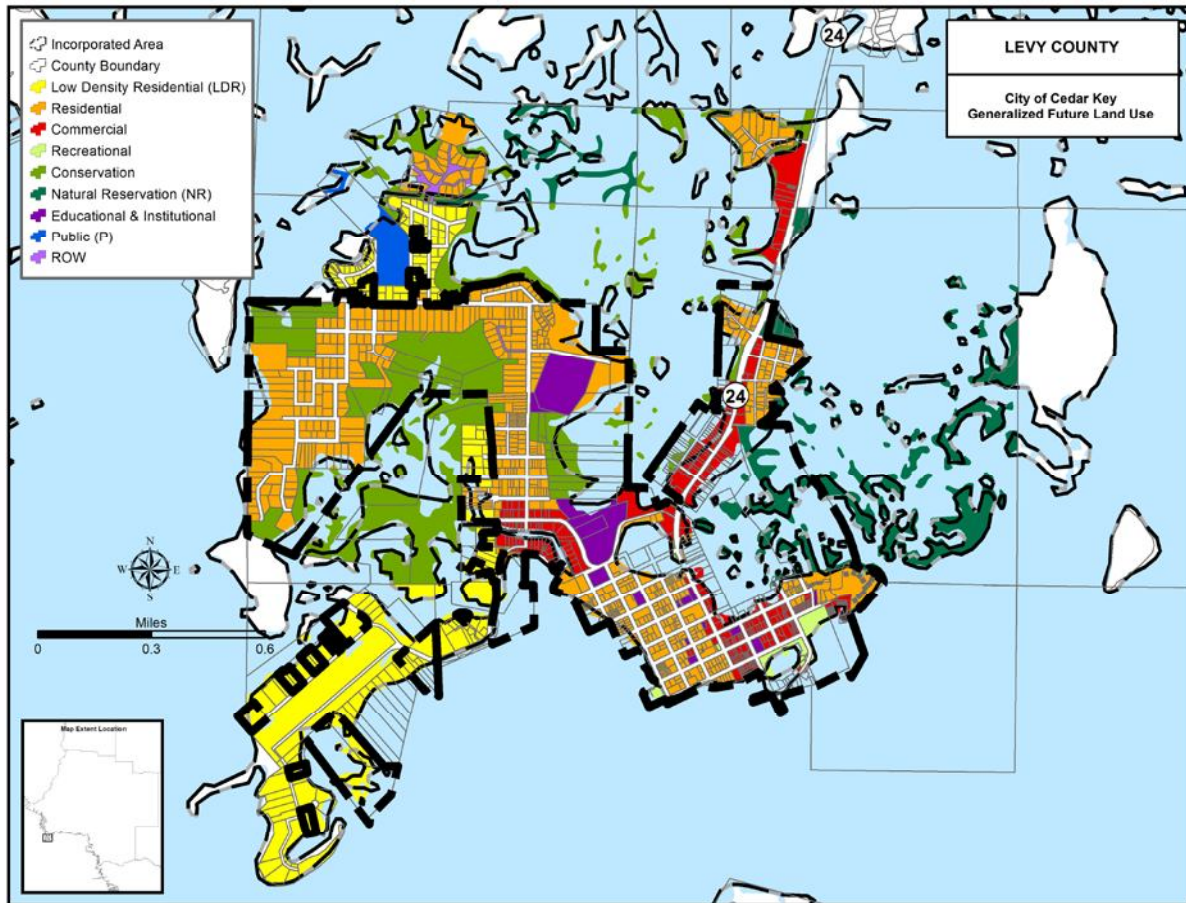 Incorporated Area
County Boundary
Low Density Residential (LDR)
Residential
Commercial
Recreational
Conservation
Natural Reservation (NR)
Educational & Institutional
Public (P)
ROW
24
LEVY COUNTY
City of Cedar Key
Generalized Future Land Use
24
N
W E
S
Miles
0 0.3 0.6
Map Extent Location